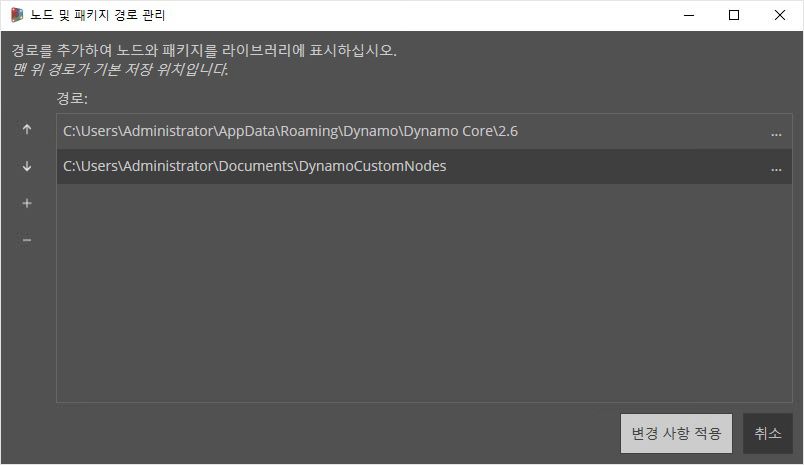 노드 및 패키지 경로 관리
경로를 추가하여 노드와 패키지를 라이브러리에 표시하십시오.
맨 위 경로가 기본 저장 위치입니다.
경로:
C:\Users\Administrator\AppData\Roaming\Dynamo\Dynamo Core\2.6 ...
C:\Users\Administrator\Documents\DynamoCustomNodes ...
변경 사항 적용 취소